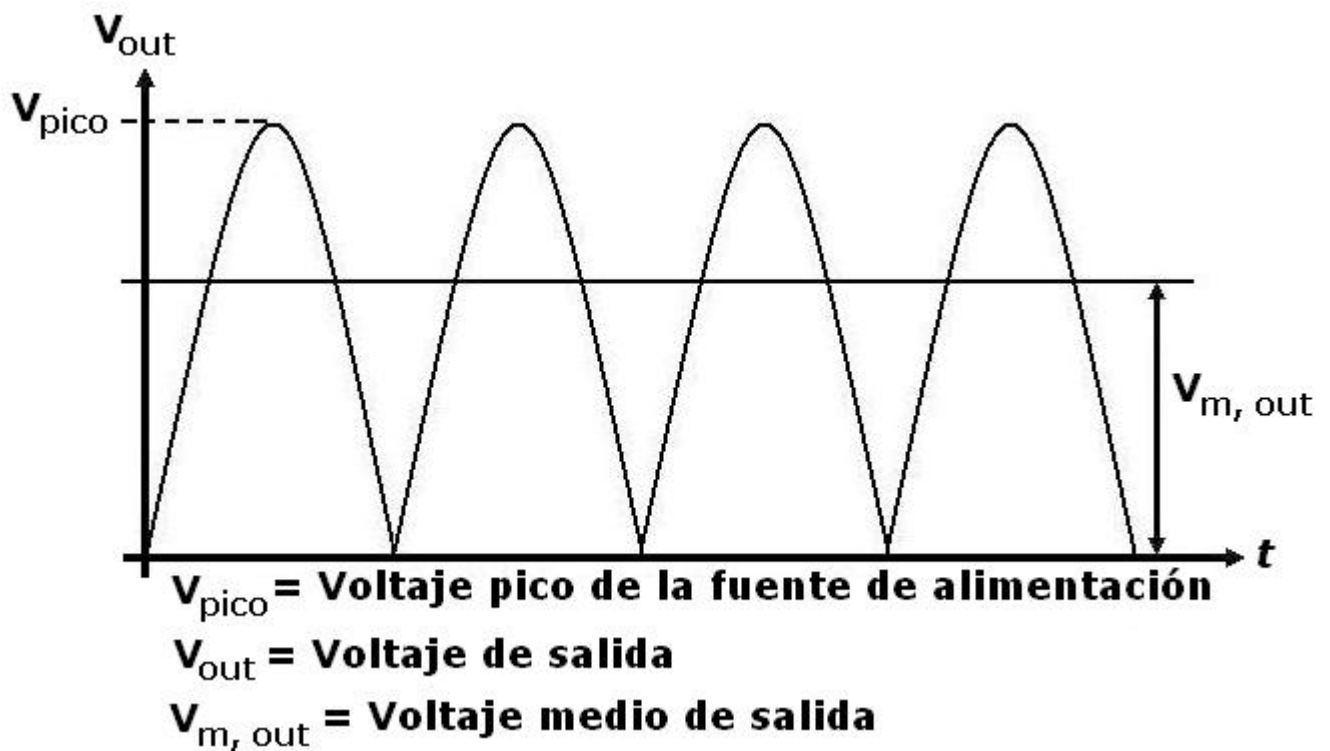 Vout
Vpico
Vm, out
t
Vpico = Voltaje pico de la fuente de alimentación
Vout = Voltaje de salida
Vm, out = Voltaje medio de salida